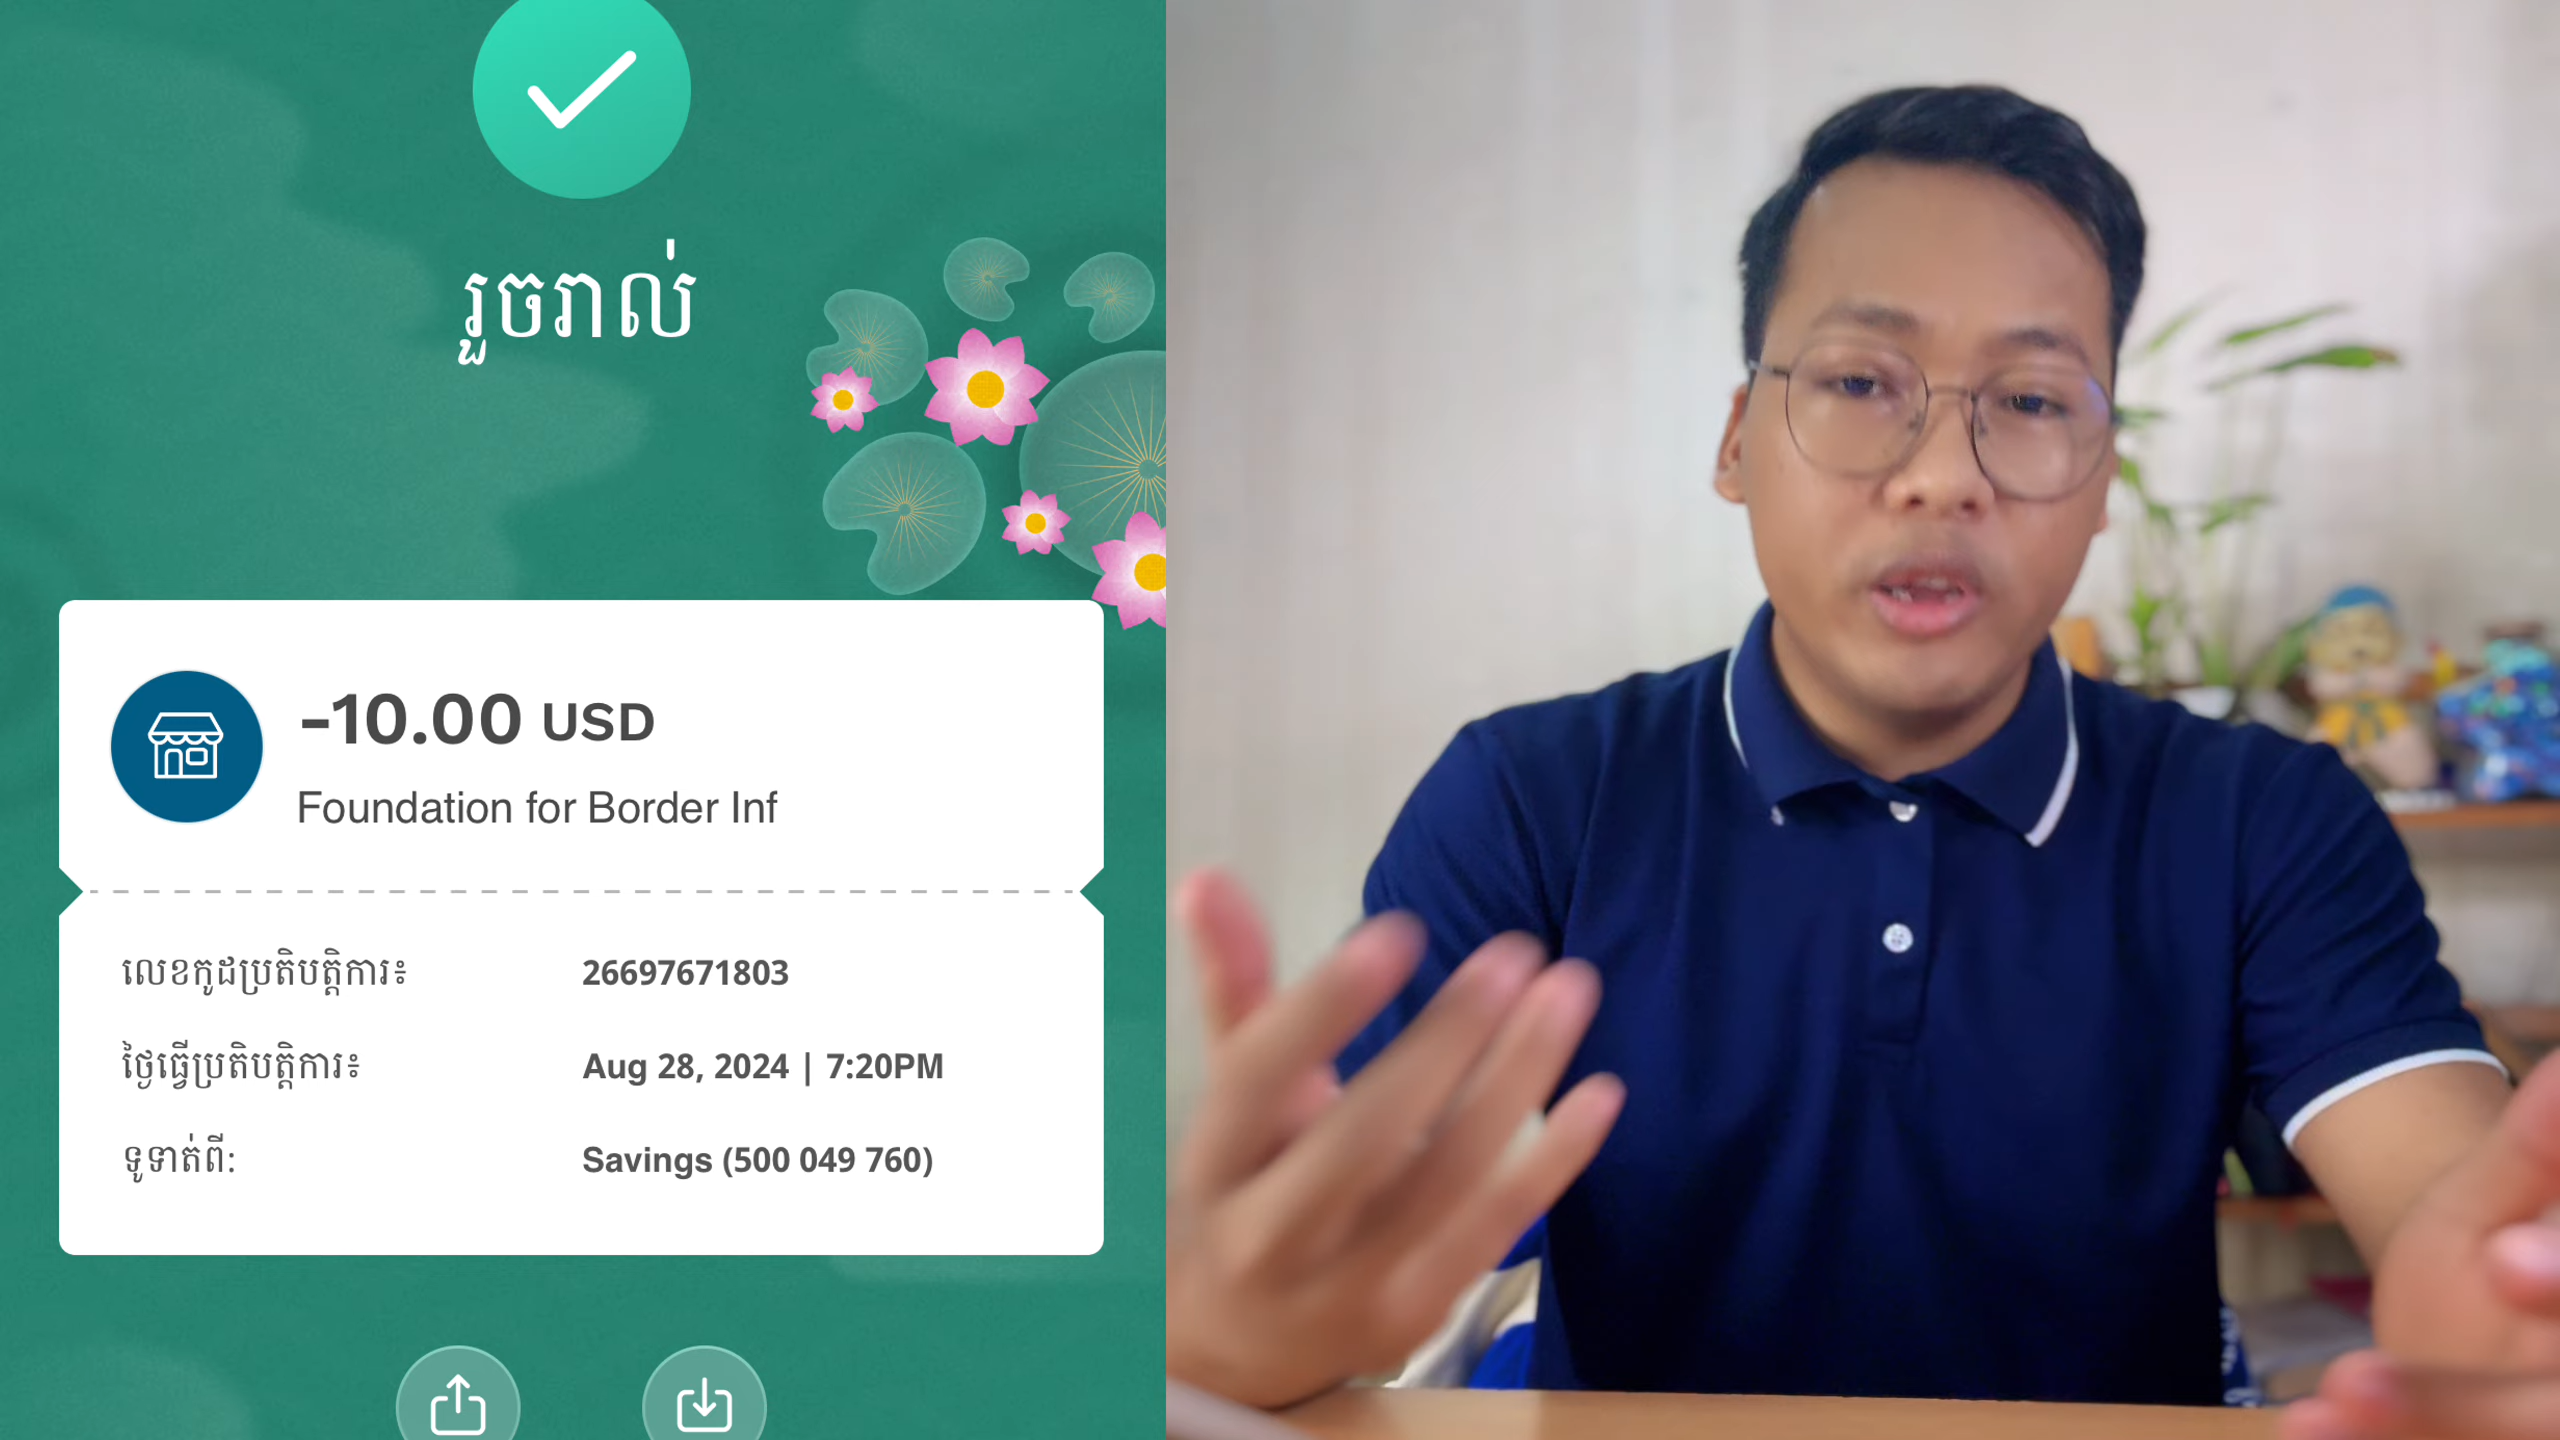 រួចរាល់
-10.00 USD
Foundation for Border Inf
លេខកូដប្រតិបត្តិការ៖ 26697671803
ថ្ងៃធ្វើប្រតិបត្តិការ៖ Aug 28, 2024 | 7:20PM
ទូទាត់ពី: Savings (500 049 760)